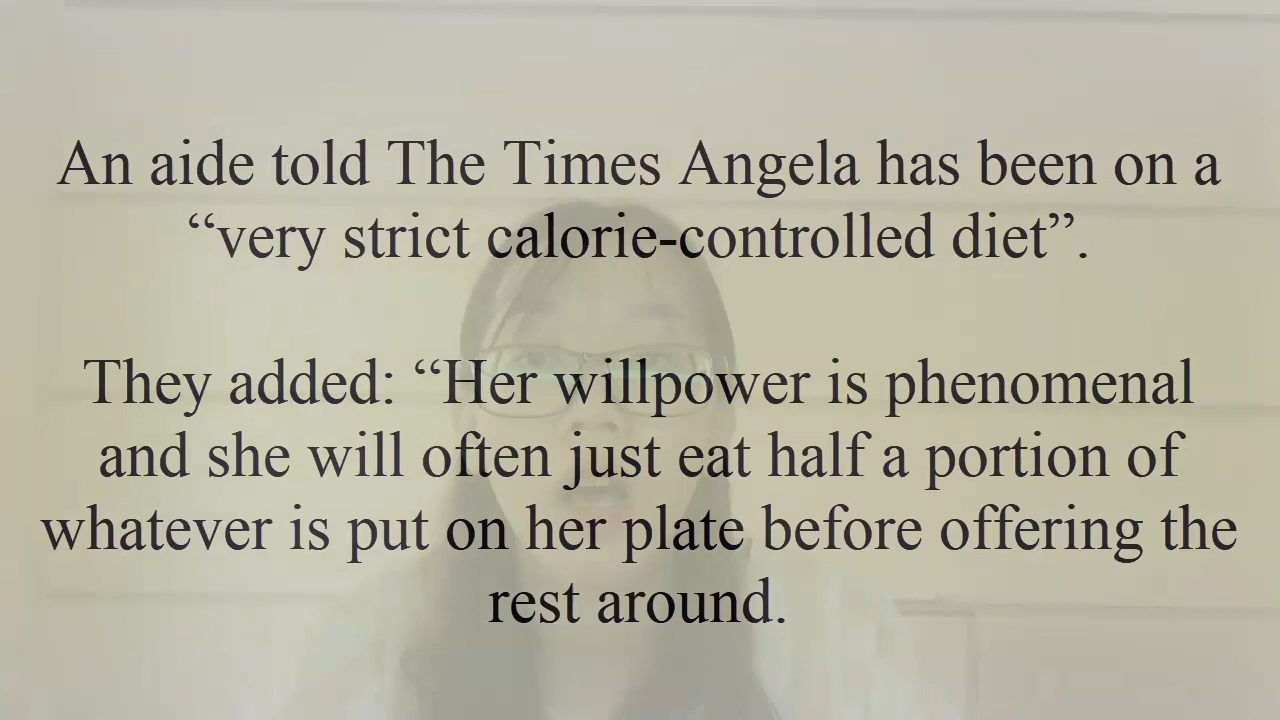 An aide told The Times Angela has been on a
“very strict calorie-controlled diet”.
They added: “Her willpower is phenomenal
and she will often just eat half a portion of
whatever is put on her plate before offering the
rest around.